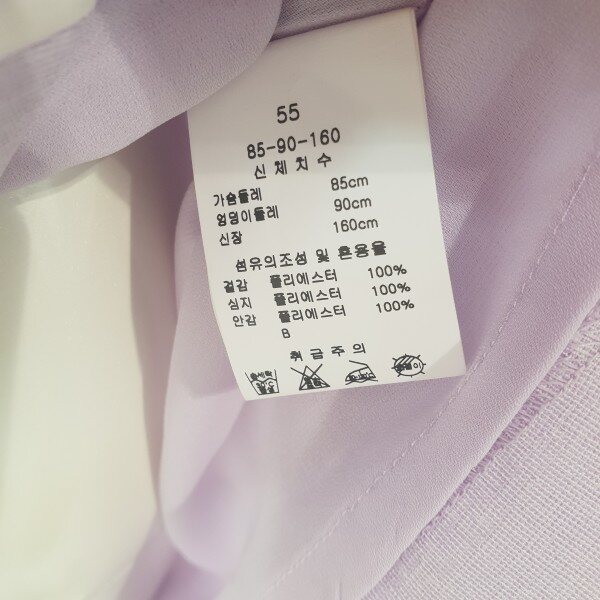 55
85-90-160
신체치수
가슴둘레 85cm
엉덩이둘레 90cm
신장 160cm
섬유의조성 및 혼용율
겉감 폴리에스터 100%
심지 폴리에스터 100%
안감 폴리에스터 100%
B
취급주의